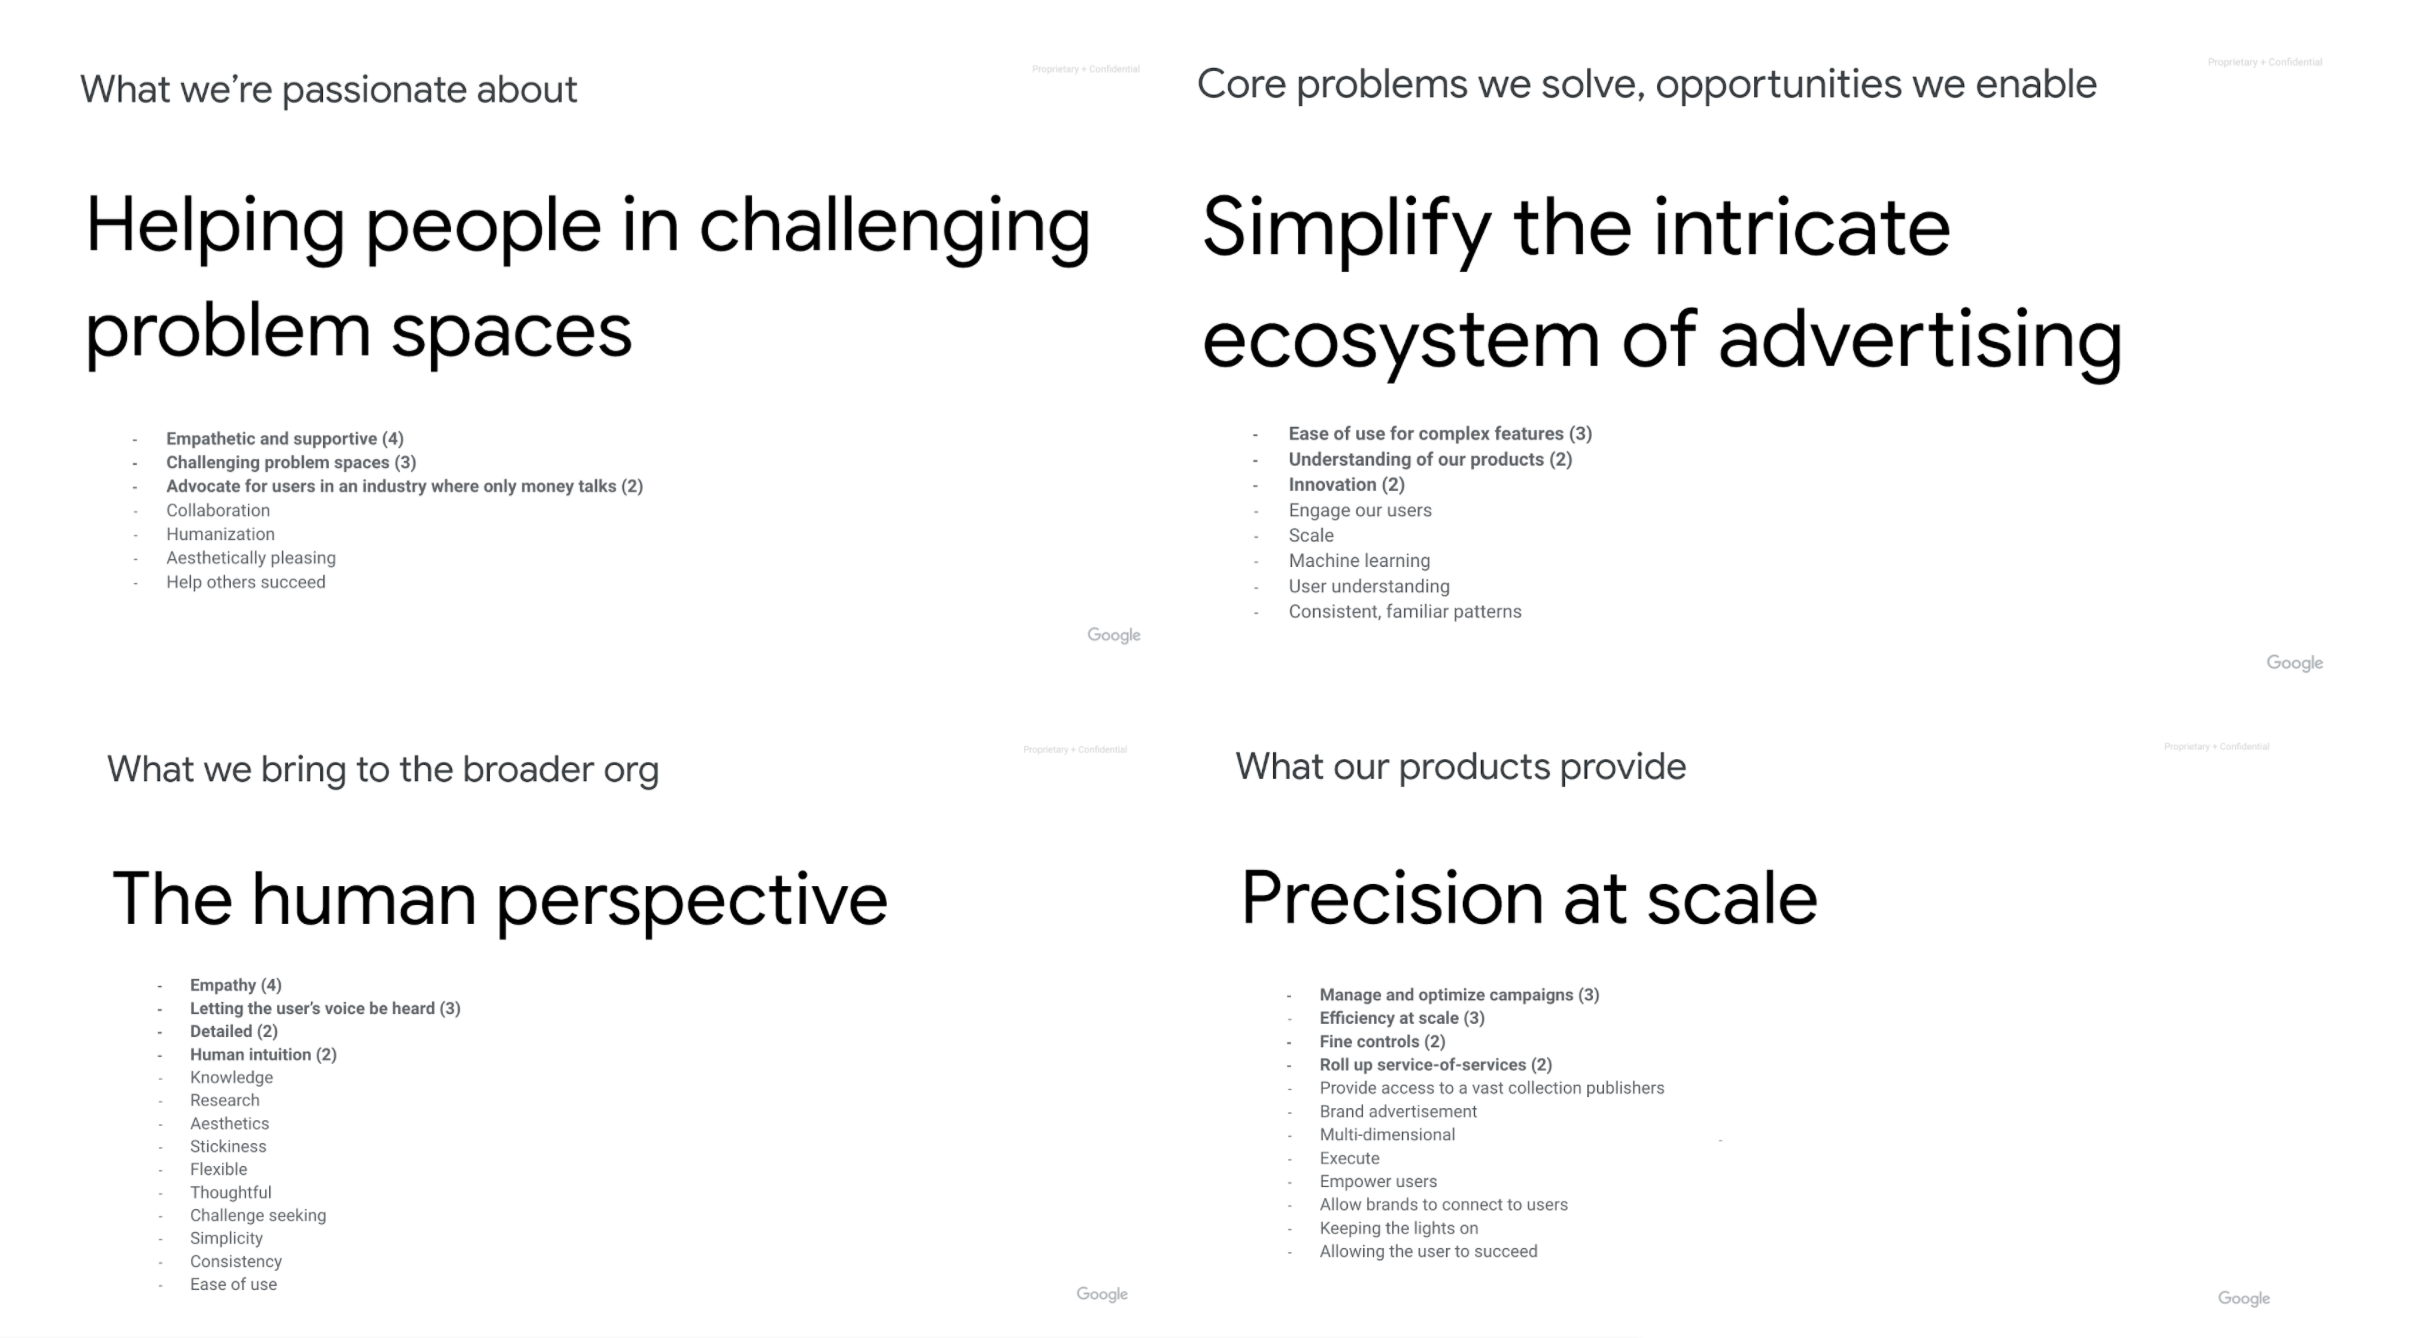 What we’re passionate about
Proprietary + Confidential
Helping people in challenging
problem spaces
- Empathetic and supportive (4)
- Challenging problem spaces (3)
- Advocate for users in an industry where only money talks (2)
- Collaboration
- Humanization
- Aesthetically pleasing
- Help others succeed
Google
Core problems we solve, opportunities we enable
Proprietary + Confidential
Simplify the intricate
ecosystem of advertising
- Ease of use for complex features (3)
- Understanding of our products (2)
- Innovation (2)
- Engage our users
- Scale
- Machine learning
- User understanding
- Consistent, familiar patterns
Google
What we bring to the broader org
Proprietary + Confidential
The human perspective
- Empathy (4)
- Letting the user’s voice be heard (3)
- Detailed (2)
- Human intuition (2)
- Knowledge
- Research
- Aesthetics
- Stickiness
- Flexible
- Thoughtful
- Challenge seeking
- Simplicity
- Consistency
- Ease of use
Google
What our products provide
Proprietary + Confidential
Precision at scale
- Manage and optimize campaigns (3)
- Efficiency at scale (3)
- Fine controls (2)
- Roll up service-of-services (2)
- Provide access to a vast collection publishers
- Brand advertisement
- Multi-dimensional
-
- Execute
- Empower users
- Allow brands to connect to users
- Keeping the lights on
- Allowing the user to succeed
Google